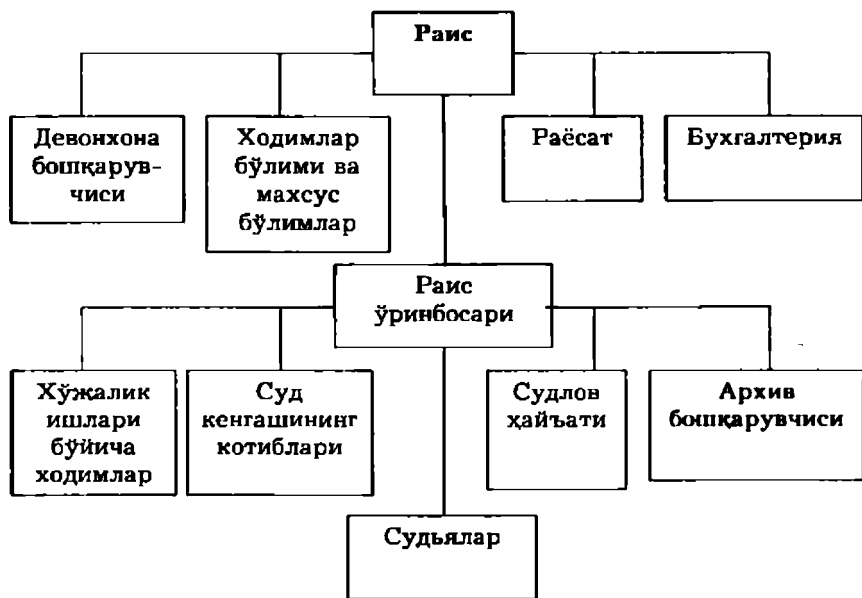 Раис
Девонхона
бошқарув-
чиси
Ходимлар
бўлими ва
махсус
бўлимлар
Раёсат
Бухгалтерия
Раис
ўринбосари
Хўжалик
ишлари
бўйича
ходимлар
Суд
кенгашининг
котиблари
Судлов
ҳайъати
Архив
бошқарувчиси
Судьялар